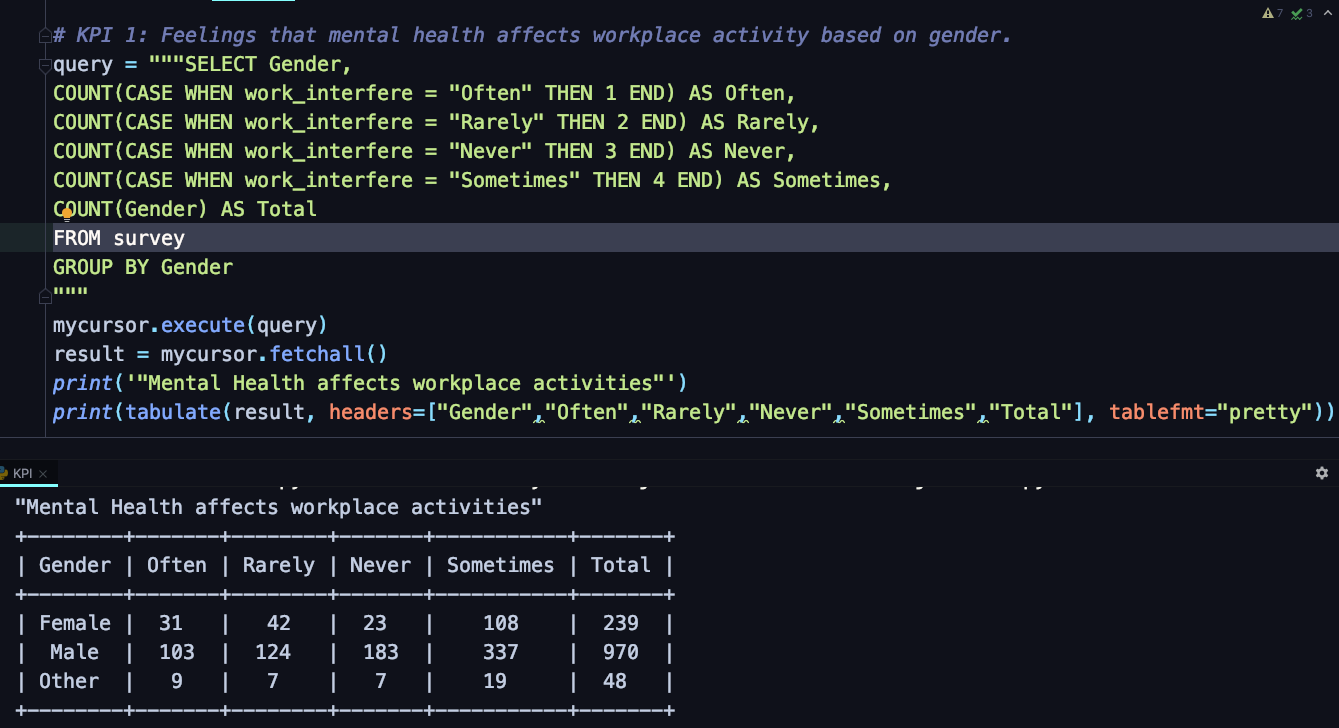 7 3
# KPI 1: Feelings that mental health affects workplace activity based on gender.
query = """SELECT Gender,
COUNT(CASE WHEN work_interfere = "Often" THEN 1 END) AS Often,
COUNT(CASE WHEN work_interfere = "Rarely" THEN 2 END) AS Rarely,
COUNT(CASE WHEN work_interfere = "Never" THEN 3 END) AS Never,
COUNT(CASE WHEN work_interfere = "Sometimes" THEN 4 END) AS Sometimes,
COUNT(Gender) AS Total
FROM survey
GROUP BY Gender
"""
mycursor.execute(query)
result = mycursor.fetchall()
print('"Mental Health affects workplace activities"')
print(tabulate(result, headers=["Gender","Often","Rarely","Never","Sometimes","Total"], tablefmt="pretty"))
KPI
"Mental Health affects workplace activities"
+--------+-------+--------+-------+-----------+-------+
| Gender | Often | Rarely | Never | Sometimes | Total |
+--------+-------+--------+-------+-----------+-------+
| Female |  31   |   42   |  23   |    108    |  239  |
|  Male  |  103  |  124   |  183  |    337    |  970  |
| Other  |   9   |   7    |   7   |    19     |  48   |
+--------+-------+--------+-------+-----------+-------+